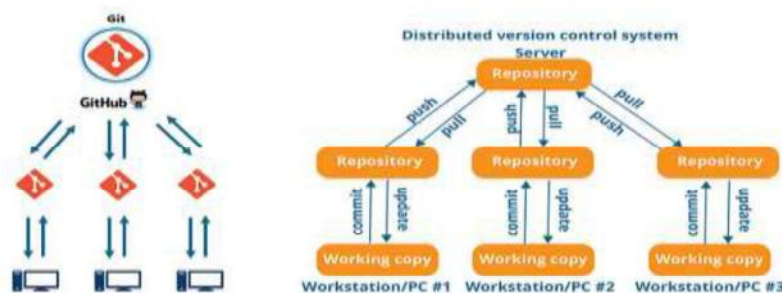 Git
GitHub
Distributed version control system
Server
Repository
push
pull
push
pull
push
pull
Repository
Repository
Repository
commit
update
commit
update
commit
update
Working copy
Working copy
Working copy
Workstation/PC #1
Workstation/PC #2
Workstation/PC #3